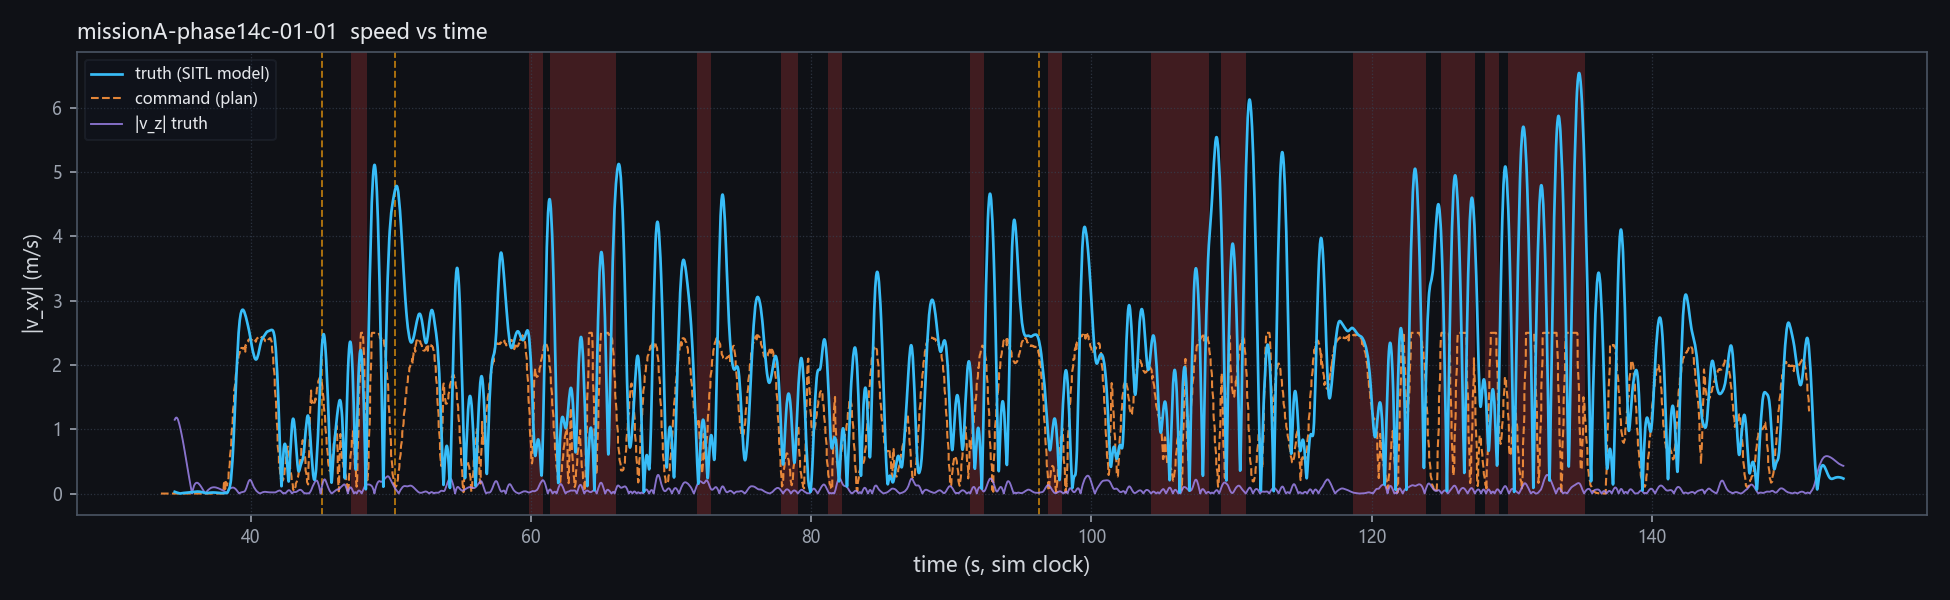 missionA-phase14c-01-01 speed vs time
truth (SITL model)
command (plan)
|v_z| truth
|v_xy| (m/s)
6
5
4
3
2
1
0
40 60 80 100 120 140
time (s, sim clock)